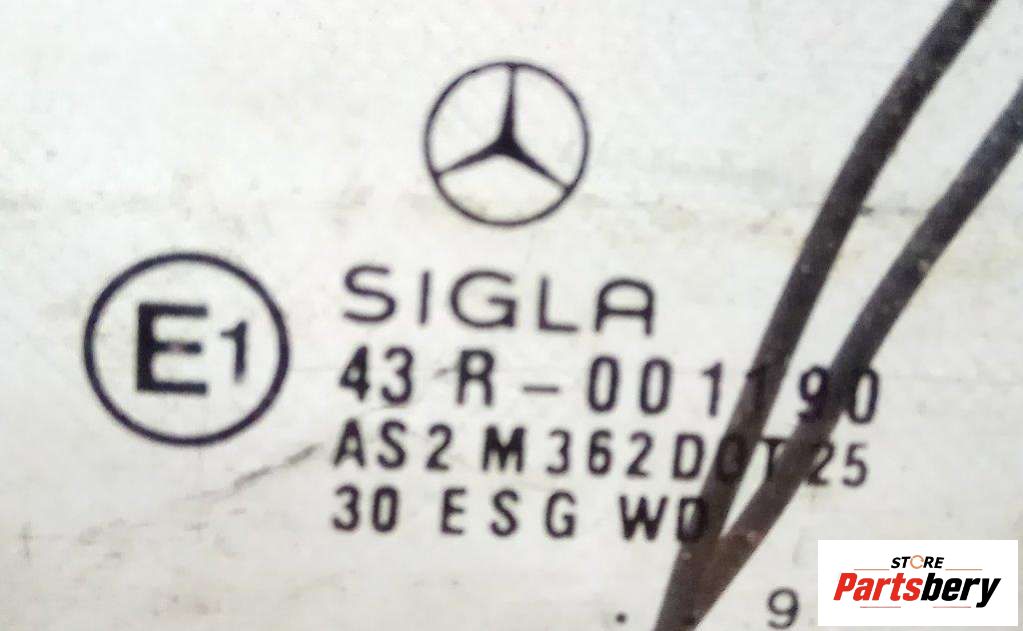 SIGLA
E1
43 R - 001190
AS2 M362 DOT 25
30 ESG WD
. 9
STORE
Partsbery